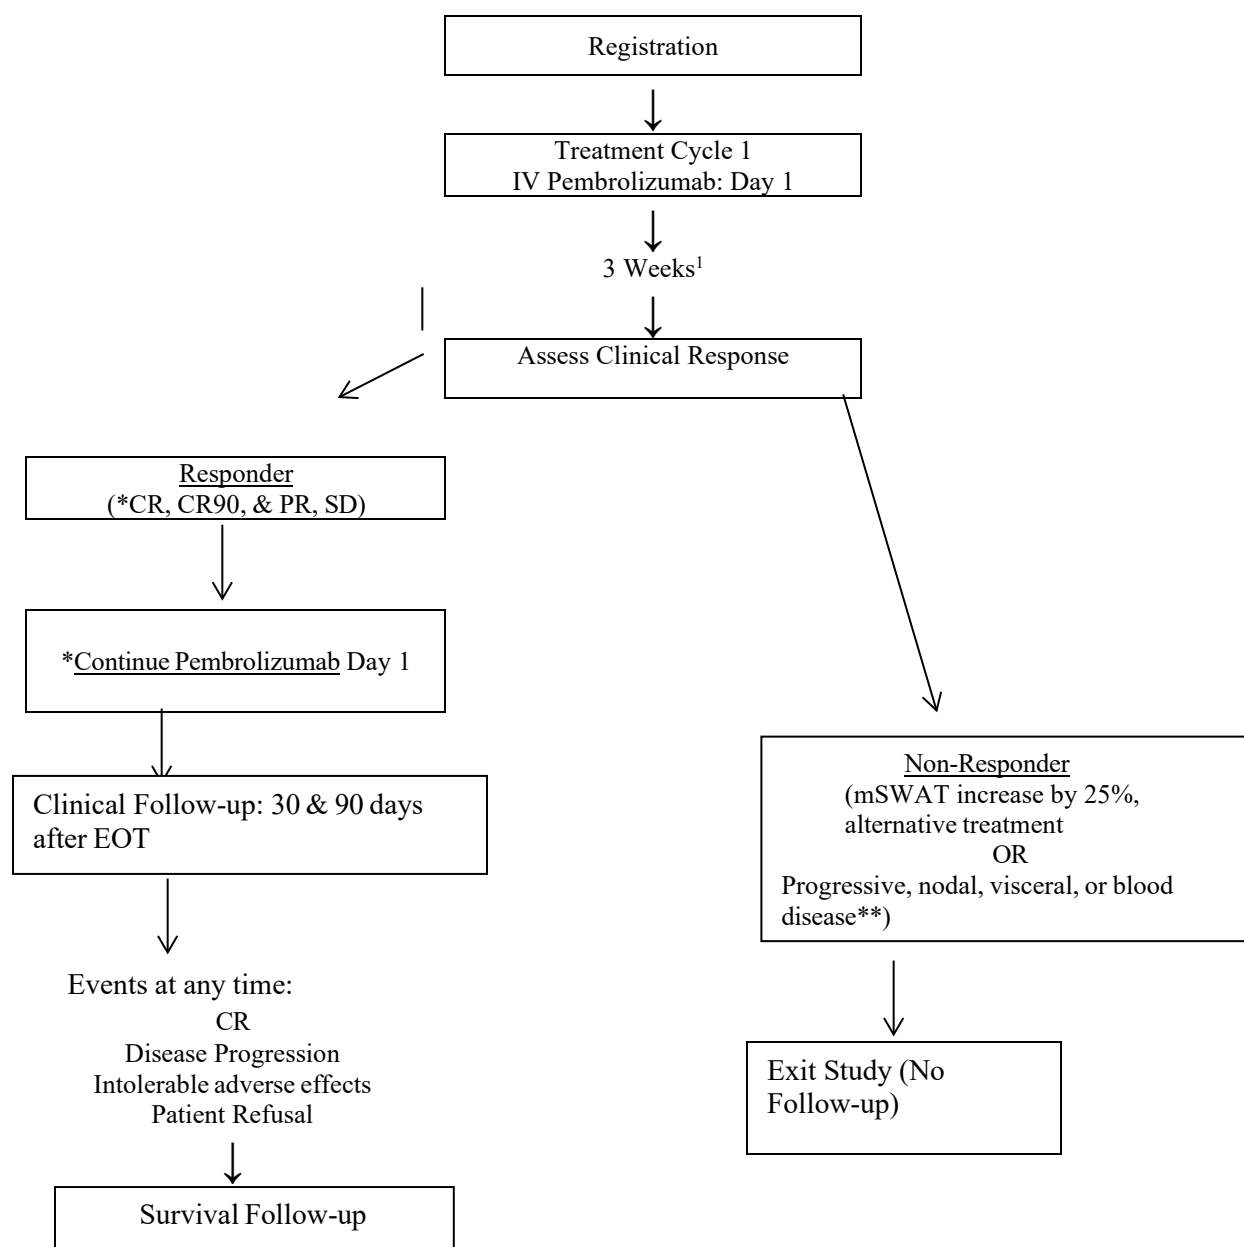 Registration
Treatment Cycle 1
IV Pembrolizumab: Day 1
3 Weeks1
Assess Clinical Response
Responder
(*CR, CR90, & PR, SD)
*Continue Pembrolizumab Day 1
Clinical Follow-up: 30 & 90 days
after EOT
Events at any time:
CR
Disease Progression
Intolerable adverse effects
Patient Refusal
Survival Follow-up
Non-Responder
(mSWAT increase by 25%,
alternative treatment
OR
Progressive, nodal, visceral, or blood
disease**)
Exit Study (No
Follow-up)